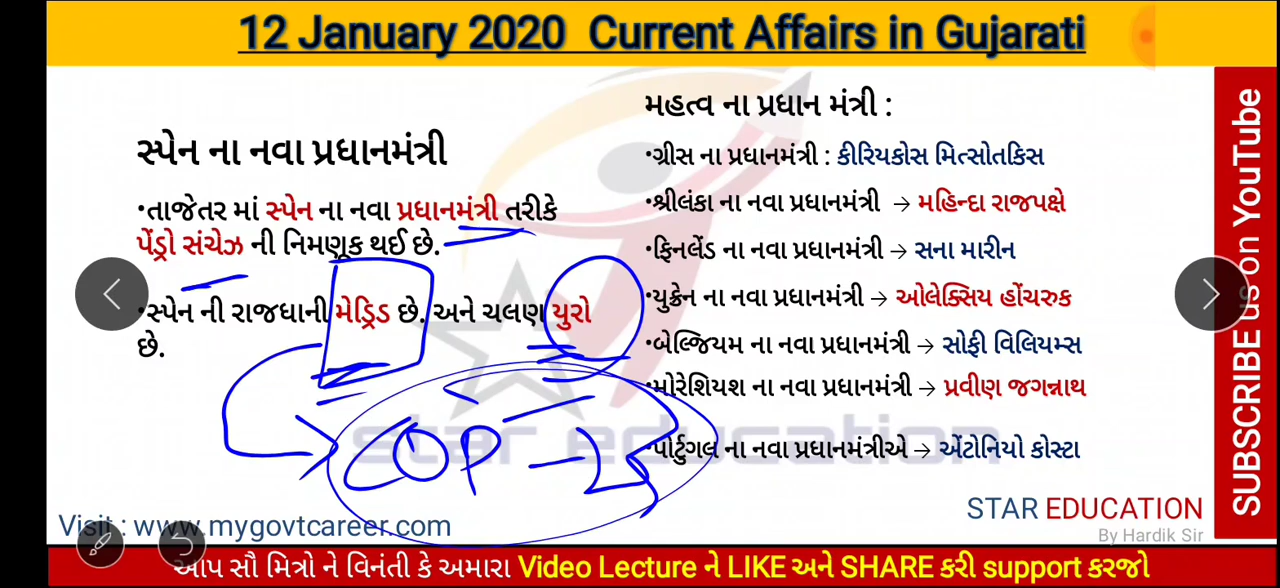 12 January 2020 Current Affairs in Gujarati
સ્પેન ના નવા પ્રધાનમંત્રી
•તાજેતર માં સ્પેન ના નવા પ્રધાનમંત્રી તરીકે
પેંડ્રો સંચેઝ ની નિમણૂક થઈ છે.
•સ્પેન ની રાજધાની મેડ્રિડ છે. અને ચલણ યુરો
છે.
COP - 25
મહત્વ ના પ્રધાન મંત્રી :
•ગ્રીસ ના પ્રધાનમંત્રી : કીરિયકોસ મિત્સોતકિસ
•શ્રીલંકા ના નવા પ્રધાનમંત્રી → મહિન્દા રાજપક્ષે
•ફિનલેંડ ના નવા પ્રધાનમંત્રી → સના મારીન
•યુક્રેન ના નવા પ્રધાનમંત્રી → ઓલેક્સિય હોંચરુક
•બેલ્જિયમ ના નવા પ્રધાનમંત્રી → સોફી વિલિયમ્સ
•મોરેશિયશ ના નવા પ્રધાનમંત્રી → પ્રવીણ જગન્નાથ
•પોર્ટુગલ ના નવા પ્રધાનમંત્રીએ → એંટોનિયો કોસ્ટા
star education
STAR EDUCATION
By Hardik Sir
Visit : www.mygovtcareer.com
આપ સૌ મિત્રો ને વિનંતી કે અમારા Video Lecture ને LIKE અને SHARE કરી support કરજો
SUBSCRIBE us on YouTube